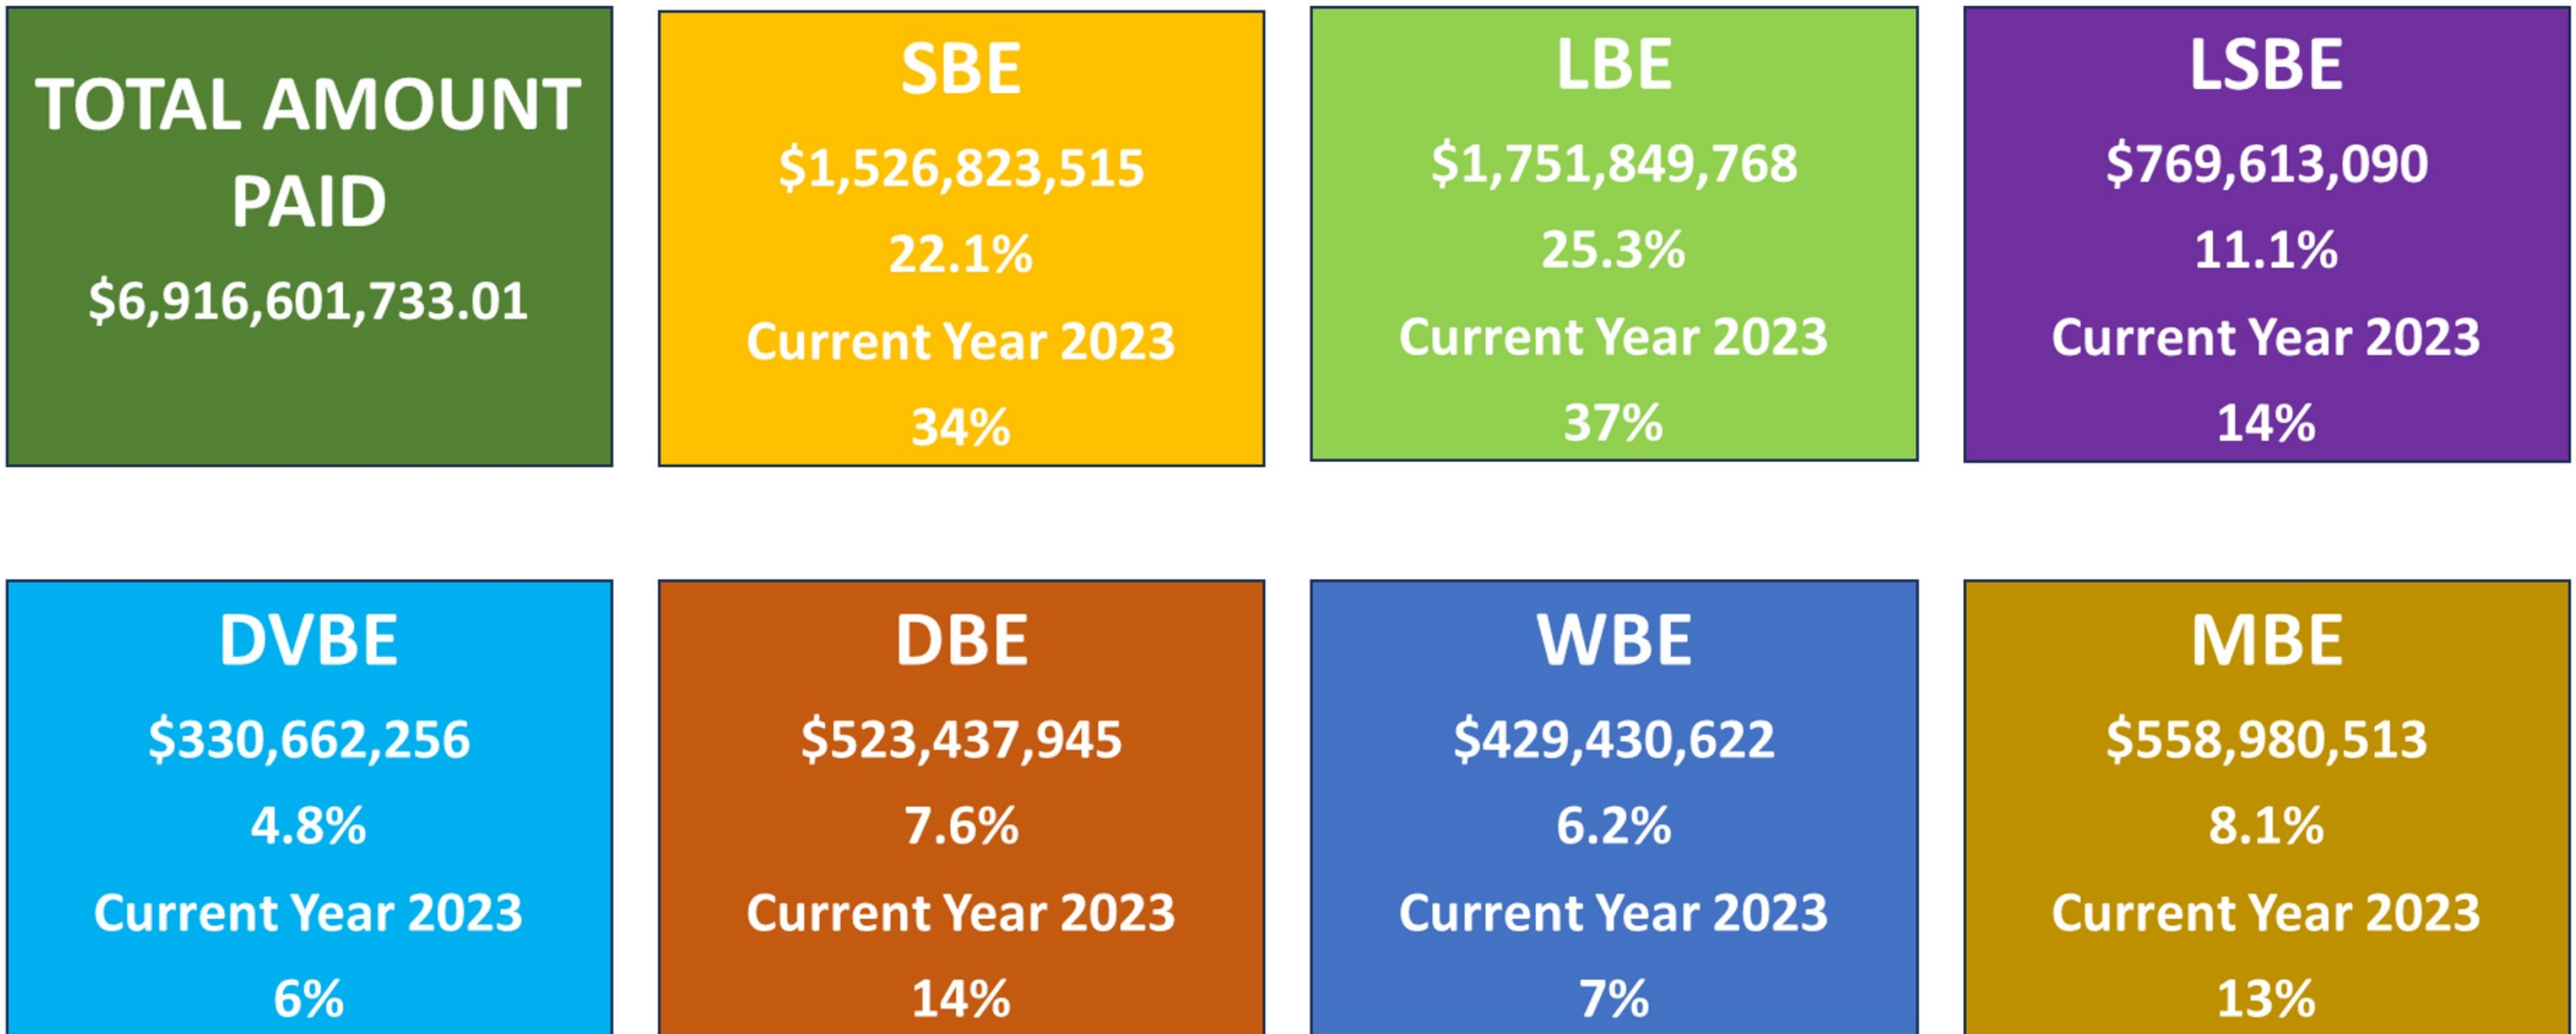 TOTAL AMOUNT
PAID
$6,916,601,733.01
SBE
$1,526,823,515
22.1%
Current Year 2023
34%
LBE
$1,751,849,768
25.3%
Current Year 2023
37%
LSBE
$769,613,090
11.1%
Current Year 2023
14%
DVBE
$330,662,256
4.8%
Current Year 2023
6%
DBE
$523,437,945
7.6%
Current Year 2023
14%
WBE
$429,430,622
6.2%
Current Year 2023
7%
MBE
$558,980,513
8.1%
Current Year 2023
13%